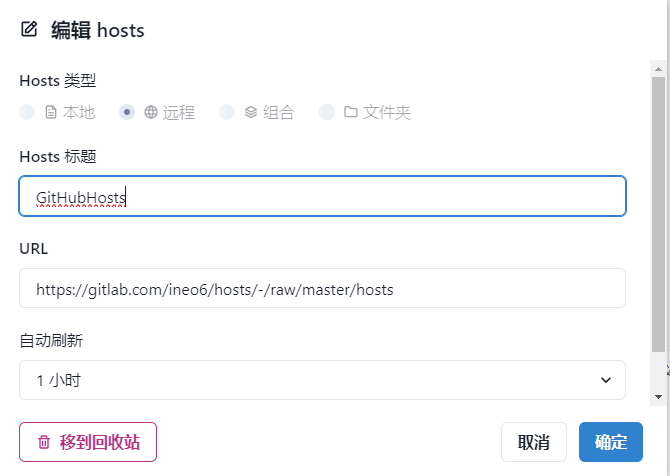 编辑 hosts
Hosts 类型
本地 远程 组合 文件夹
Hosts 标题
GitHubHosts
URL
https://gitlab.com/ineo6/hosts/-/raw/master/hosts
自动刷新
1 小时
移到回收站 取消 确定